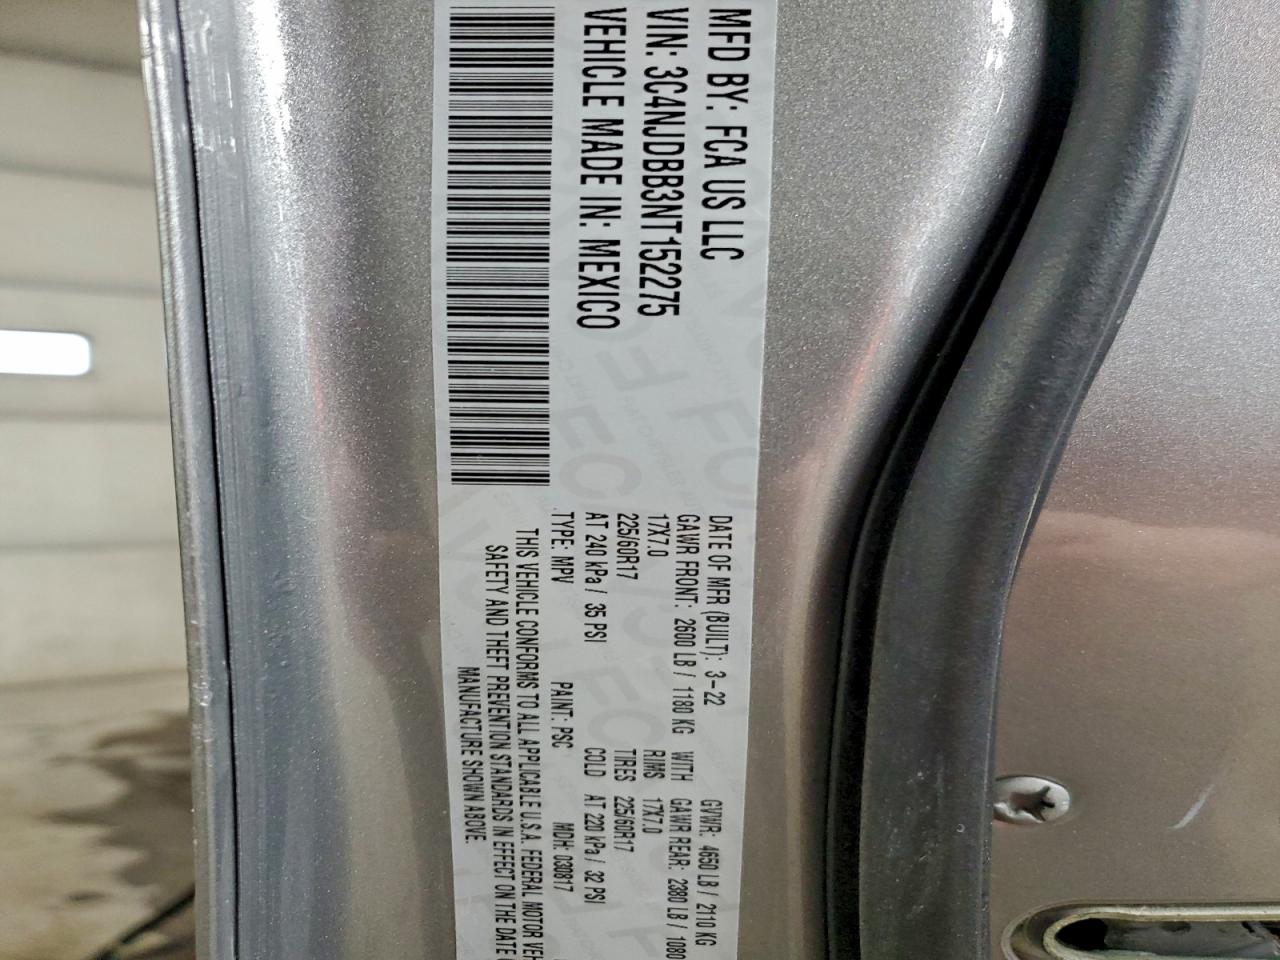 MFD BY: FCA US LLC
VIN: 3C4NJDBB3NT152275
VEHICLE MADE IN: MEXICO
DATE OF MFR (BUILT): 3-22 GVWR: 4650 LB / 2110 KG
GAWR FRONT: 2600 LB / 1180 KG WITH GAWR REAR: 2380 LB / 1080
17X7.0 RIMS 17X7.0
225/60R17 TIRES 225/60R17
AT 240 kPa / 35 PSI COLD AT 220 kPa / 32 PSI
TYPE: MPV PAINT: PSC MDH: 030817
THIS VEHICLE CONFORMS TO ALL APPLICABLE U.S.A. FEDERAL MOTOR VEH
SAFETY AND THEFT PREVENTION STANDARDS IN EFFECT ON THE DATE
MANUFACTURE SHOWN ABOVE.